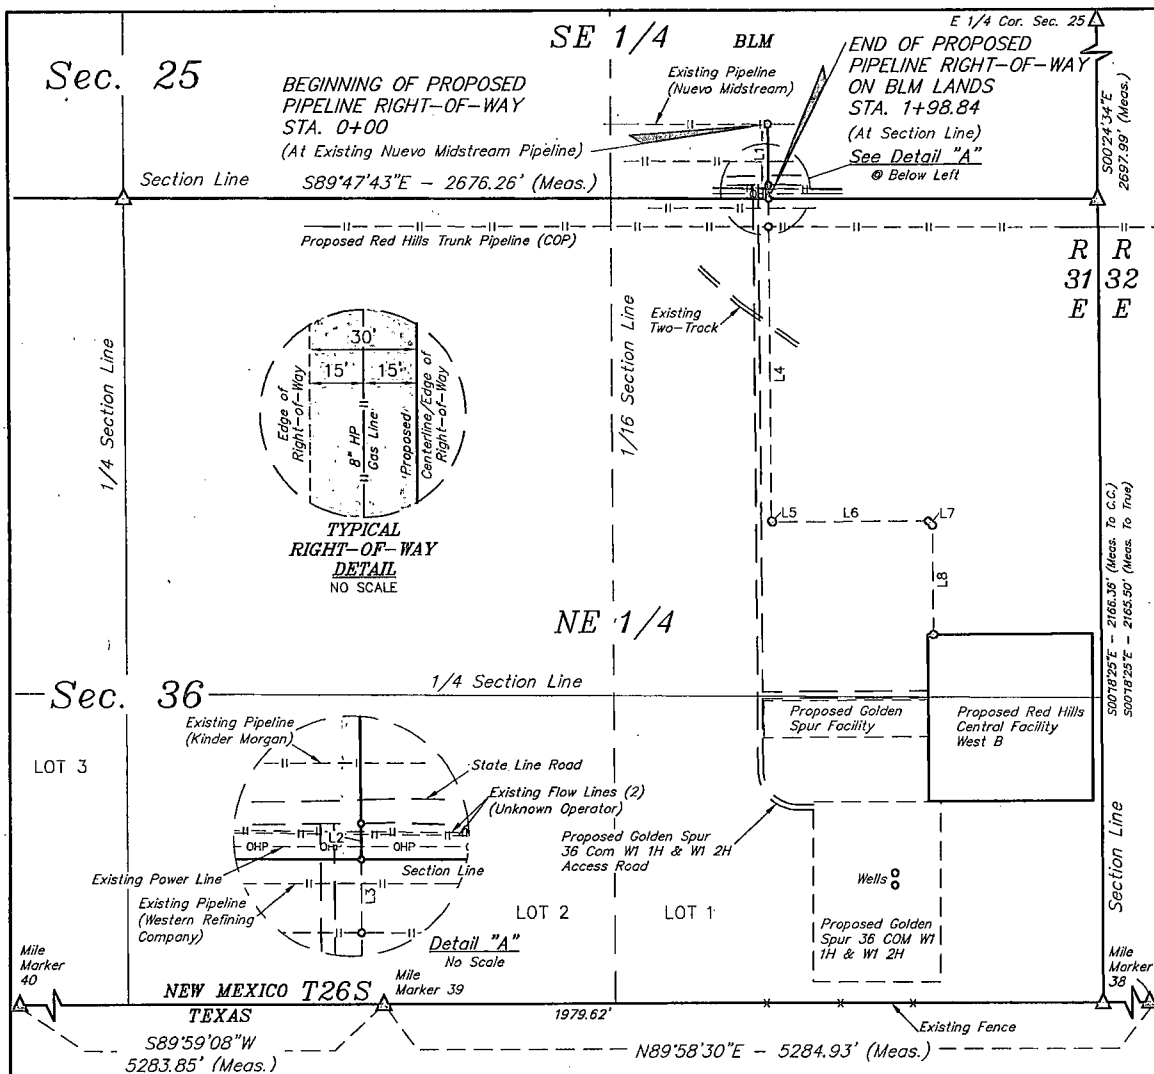 SE 1/4
BLM
E 1/4 Cor. Sec. 25
Sec. 25
BEGINNING OF PROPOSED
PIPELINE RIGHT-OF-WAY
STA. 0+00
(At Existing Nuevo Midstream Pipeline)
Existing Pipeline
(Nuevo Midstream)
END OF PROPOSED
PIPELINE RIGHT-OF-WAY
ON BLM LANDS
STA. 1+98.84
(At Section Line)
See Detail "A"
@ Below Left
L1
S00°24'34"E
2697.99' (Meas.)
Section Line
S89°47'43"E - 2676.26' (Meas.)
Proposed Red Hills Trunk Pipeline (COP)
R R
31 32
E E
Existing
Two-Track
1/4 Section Line
1/16 Section Line
L4
30'
15' 15'
Edge of
Right-of-Way
8" HP
Gas Line
Proposed
Centerline/Edge of
Right-of-Way
TYPICAL
RIGHT-OF-WAY
DETAIL
NO SCALE
L5
L6
L7
L8
S00°18'25"E - 2166.36' (Meas. To C.C.)
S00°18'25"E - 2165.50' (Meas. To True)
NE 1/4
Sec. 36
1/4 Section Line
Proposed Golden
Spur Facility
Proposed Red Hills
Central Facility
West B
LOT 3
Existing Pipeline
(Kinder Morgan)
State Line Road
Existing Flow Lines (2)
(Unknown Operator)
L2
OHP
OHP
Section Line
Existing Power Line
Existing Pipeline
(Western Refining
Company)
L3
Detail "A"
No Scale
Proposed Golden Spur
36 Com W1 1H & W1 2H
Access Road
Wells
LOT 2
LOT 1
Proposed Golden
Spur 36 COM W1
1H & W1 2H
Section Line
Mile
Marker
40
NEW MEXICO T26S
Mile
Marker 39
Mile
Marker
38
TEXAS
1979.62'
Existing Fence
S89°59'08"W
5283.85' (Meas.)
N89°58'30"E - 5284.93' (Meas.)